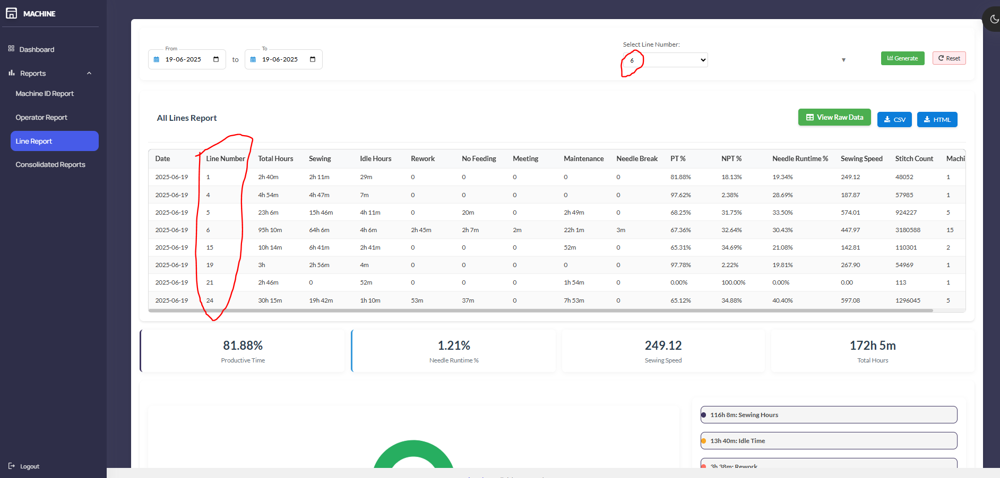 MACHINE
Dashboard
Reports
Machine ID Report
Operator Report
Line Report
Consolidated Reports
Logout
From
19-06-2025
to
To
19-06-2025
Select Line Number:
6
Generate
Reset
All Lines Report
View Raw Data
CSV
HTML
Date Line Number Total Hours Sewing Idle Hours Rework No Feeding Meeting Maintenance Needle Break PT % NPT % Needle Runtime % Sewing Speed Stitch Count Machi
2025-06-19 1 2h 40m 2h 11m 29m 0 0 0 0 0 81.88% 18.13% 19.34% 249.12 48052 1
2025-06-19 4 4h 54m 4h 47m 7m 0 0 0 0 0 97.62% 2.38% 28.69% 187.87 57985 1
2025-06-19 5 23h 6m 15h 46m 4h 11m 0 20m 0 2h 49m 0 68.25% 31.75% 33.50% 574.01 924227 5
2025-06-19 6 95h 10m 64h 6m 4h 6m 2h 45m 2h 7m 2m 22h 1m 3m 67.36% 32.64% 30.43% 447.97 3180588 15
2025-06-19 15 10h 14m 6h 41m 2h 41m 0 0 0 52m 0 65.31% 34.69% 21.08% 142.81 110301 2
2025-06-19 19 3h 2h 56m 4m 0 0 0 0 0 97.78% 2.22% 19.81% 267.90 54969 1
2025-06-19 21 2h 46m 0 52m 0 0 0 1h 54m 0 0.00% 100.00% 0.00% 0.00 113 1
2025-06-19 24 30h 15m 19h 42m 1h 10m 53m 37m 0 7h 53m 0 65.12% 34.88% 40.40% 597.08 1296045 5
81.88%
Productive Time
1.21%
Needle Runtime %
249.12
Sewing Speed
172h 5m
Total Hours
116h 8m: Sewing Hours
13h 40m: Idle Time
3h 38m: Rework